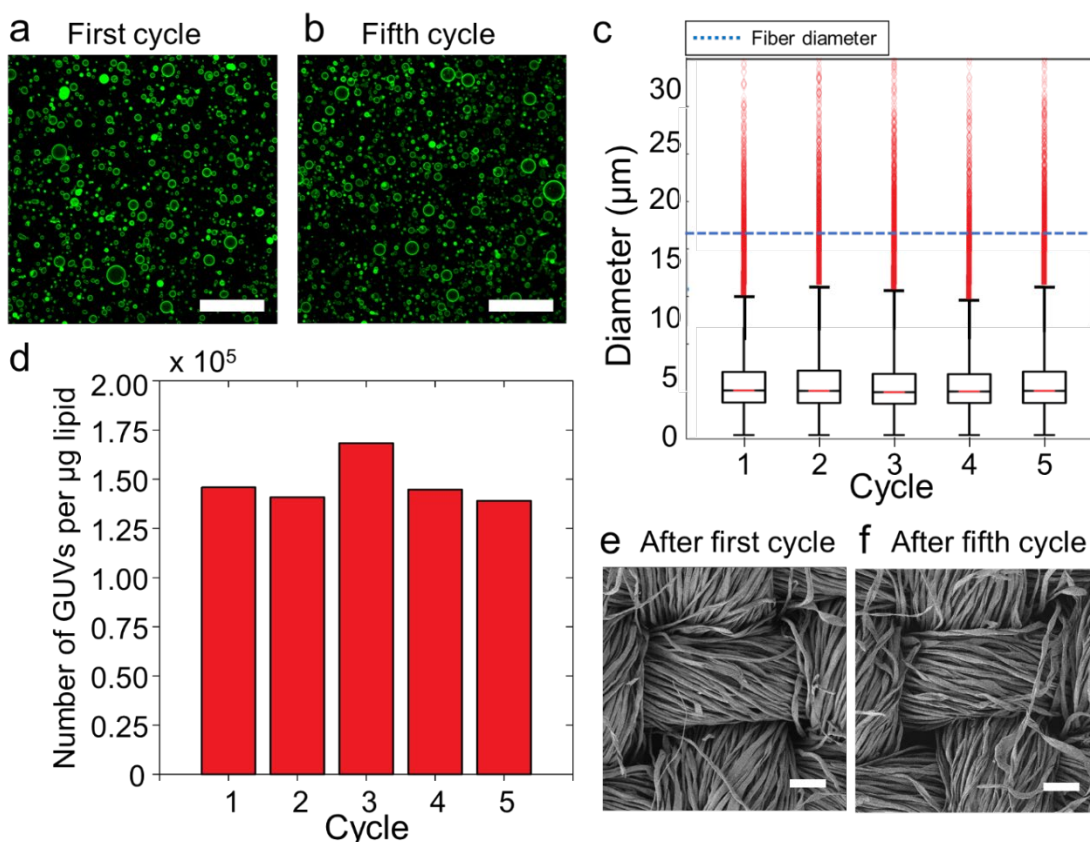 a First cycle
b Fifth cycle
c
Fiber diameter
Diameter (μm)
30
25
20
15
10
5
0
1 2 3 4 5
Cycle
d
x 10⁵
Number of GUVs per μg lipid
2.00
1.75
1.50
1.25
1.00
0.75
0.50
0.25
0
1 2 3 4 5
Cycle
e After first cycle
f After fifth cycle